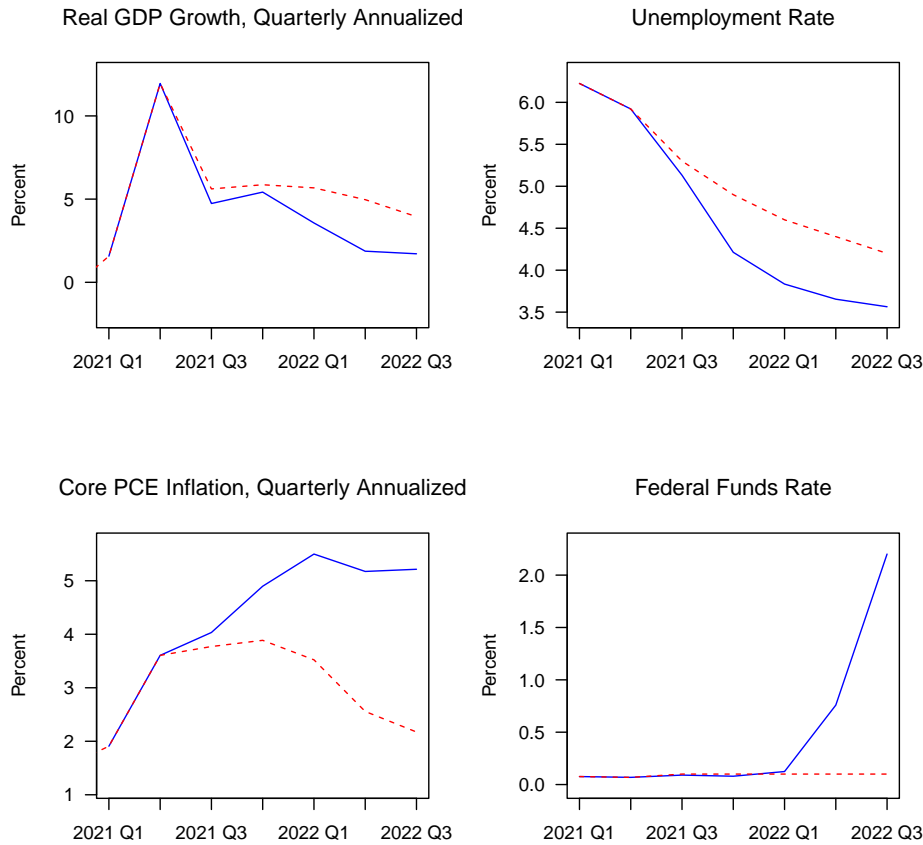 Real GDP Growth, Quarterly Annualized
Percent
10
5
0
2021 Q1 2021 Q3 2022 Q1 2022 Q3
Unemployment Rate
Percent
6.0
5.5
5.0
4.5
4.0
3.5
2021 Q1 2021 Q3 2022 Q1 2022 Q3
Core PCE Inflation, Quarterly Annualized
Percent
5
4
3
2
1
2021 Q1 2021 Q3 2022 Q1 2022 Q3
Federal Funds Rate
Percent
2.0
1.5
1.0
0.5
0.0
2021 Q1 2021 Q3 2022 Q1 2022 Q3